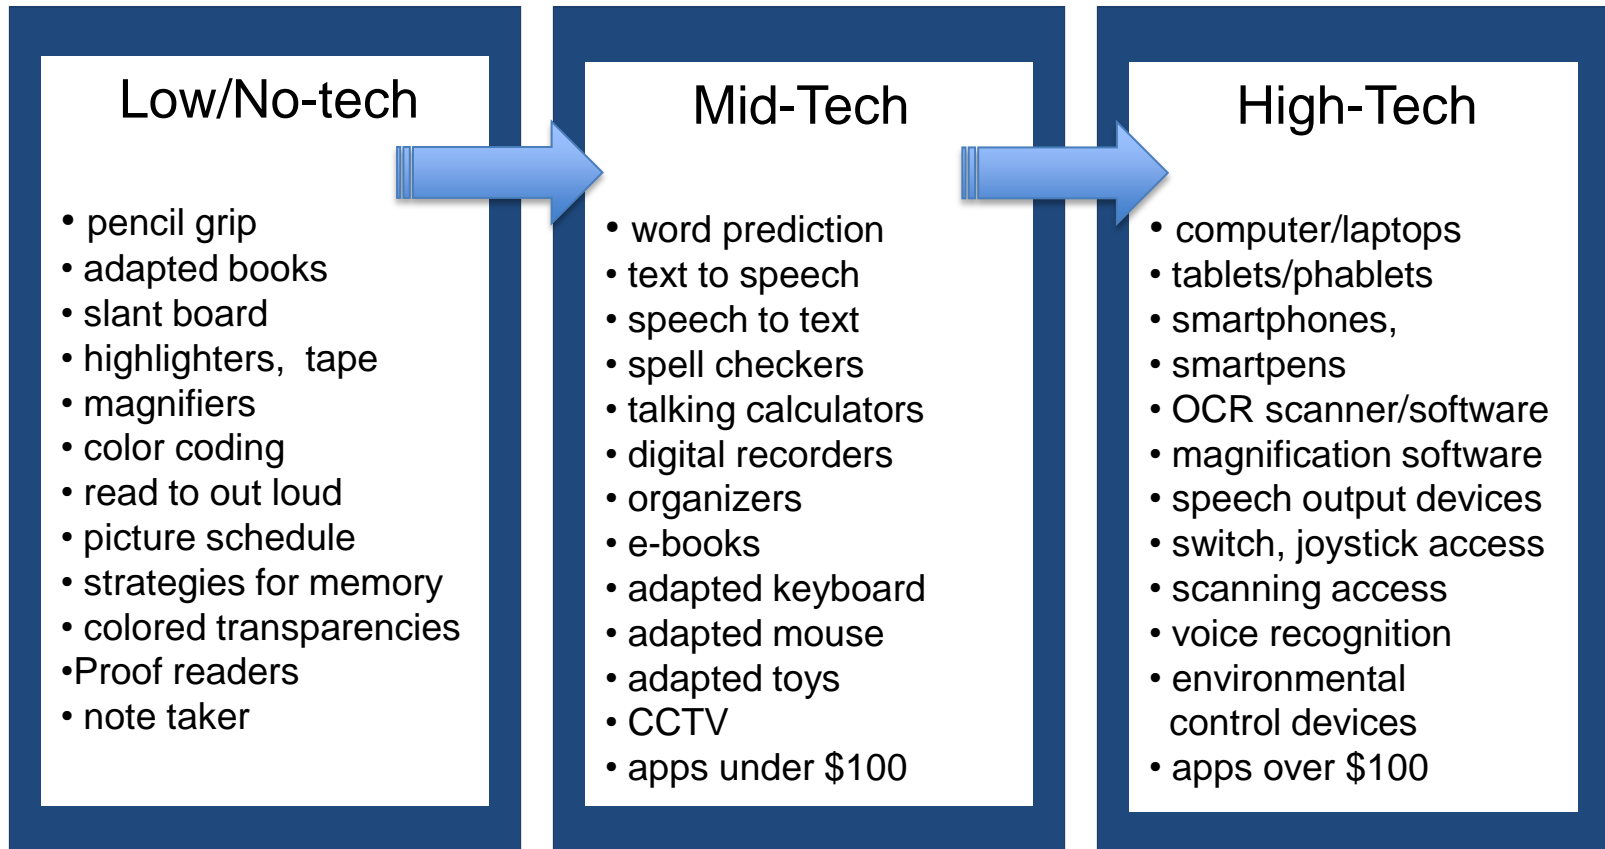 Low/No-tech
• pencil grip
• adapted books
• slant board
• highlighters,  tape
• magnifiers
• color coding
• read to out loud
• picture schedule
• strategies for memory
• colored transparencies
•Proof readers
• note taker
Mid-Tech
• word prediction
• text to speech
• speech to text
• spell checkers
• talking calculators
• digital recorders
• organizers
• e-books
• adapted keyboard
• adapted mouse
• adapted toys
• CCTV
• apps under $100
High-Tech
• computer/laptops
• tablets/phablets
• smartphones,
• smartpens
• OCR scanner/software
• magnification software
• speech output devices
• switch, joystick access
• scanning access
• voice recognition
• environmental
control devices
• apps over $100